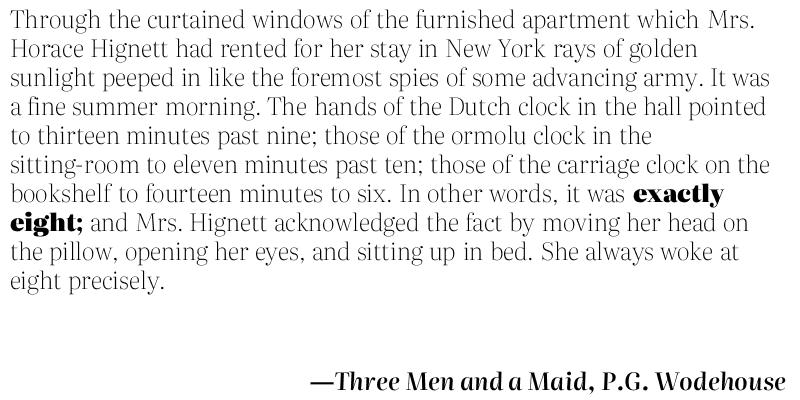 Through the curtained windows of the furnished apartment which Mrs.
Horace Hignett had rented for her stay in New York rays of golden
sunlight peeped in like the foremost spies of some advancing army. It was
a fine summer morning. The hands of the Dutch clock in the hall pointed
to thirteen minutes past nine; those of the ormolu clock in the
sitting-room to eleven minutes past ten; those of the carriage clock on the
bookshelf to fourteen minutes to six. In other words, it was exactly
eight; and Mrs. Hignett acknowledged the fact by moving her head on
the pillow, opening her eyes, and sitting up in bed. She always woke at
eight precisely.
—Three Men and a Maid, P.G. Wodehouse